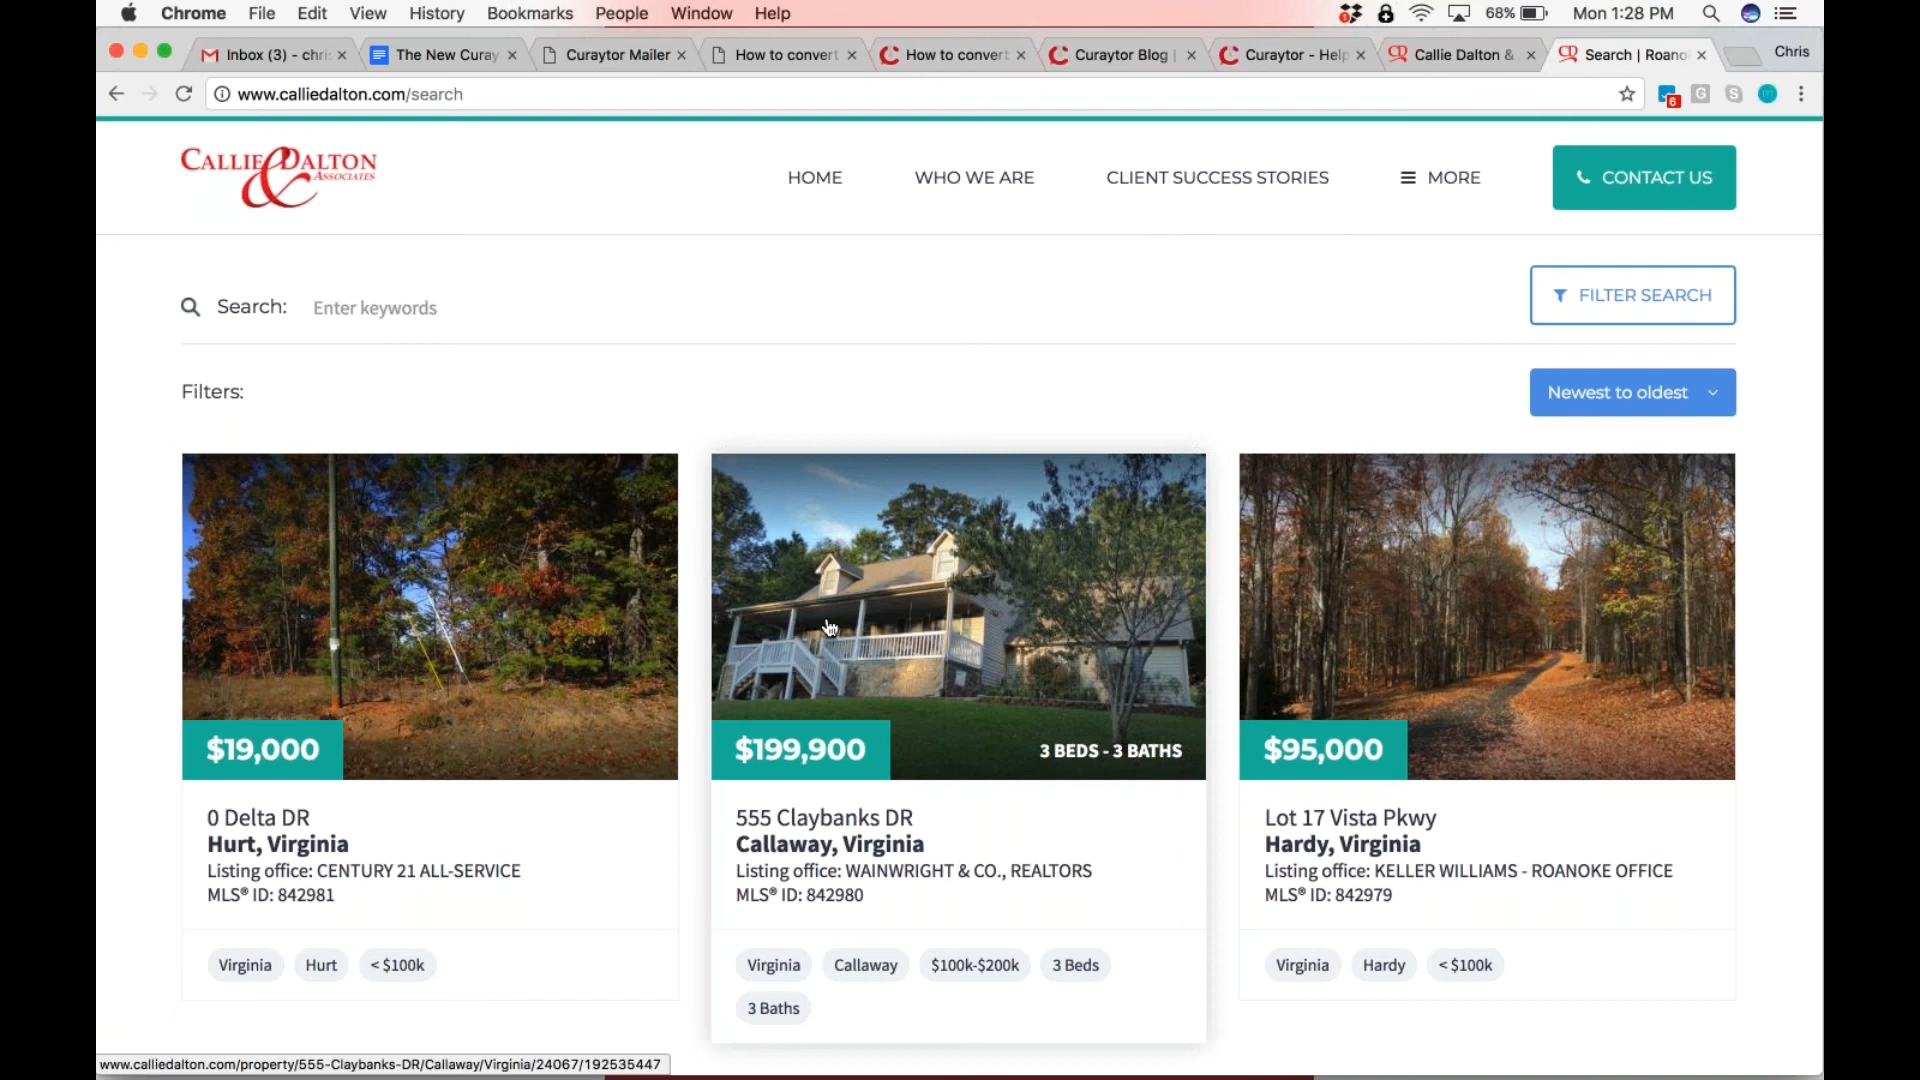 Chrome File Edit View History Bookmarks People Window Help 68% Mon 1:28 PM
Inbox (3) - chris The New Curay Curaytor Mailer How to convert How to convert Curaytor Blog | Curaytor - Help Callie Dalton & Search | Roano Chris
www.calliedalton.com/search 6 G S
CALLIE & DALTON
ASSOCIATES
HOME WHO WE ARE CLIENT SUCCESS STORIES MORE CONTACT US
Search: Enter keywords FILTER SEARCH
Filters: Newest to oldest
$19,000
0 Delta DR
Hurt, Virginia
Listing office: CENTURY 21 ALL-SERVICE
MLS® ID: 842981
Virginia Hurt < $100k
$199,900 3 BEDS - 3 BATHS
555 Claybanks DR
Callaway, Virginia
Listing office: WAINWRIGHT & CO., REALTORS
MLS® ID: 842980
Virginia Callaway $100k-$200k 3 Beds
3 Baths
$95,000
Lot 17 Vista Pkwy
Hardy, Virginia
Listing office: KELLER WILLIAMS - ROANOKE OFFICE
MLS® ID: 842979
Virginia Hardy < $100k
www.calliedalton.com/property/555-Claybanks-DR/Callaway/Virginia/24067/192535447